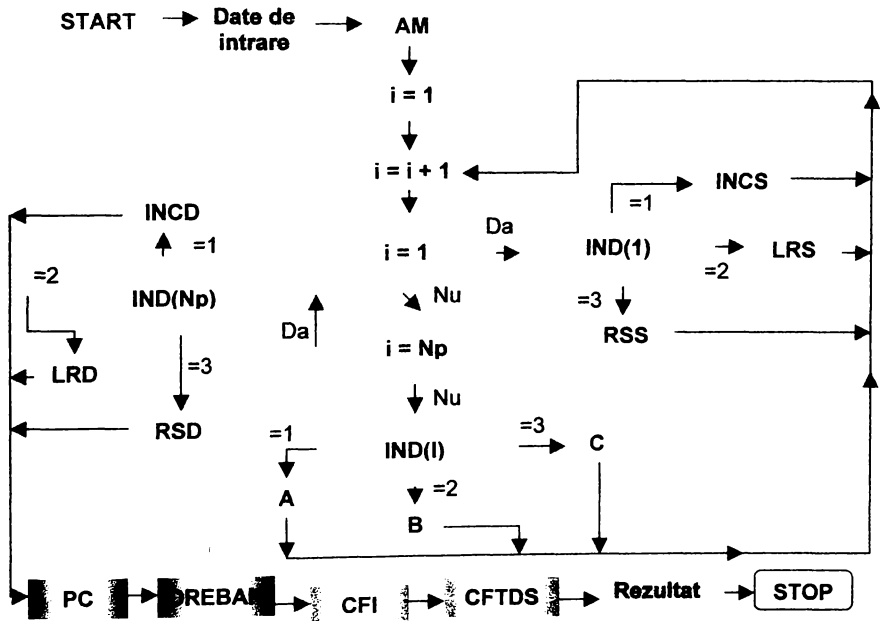 START
Date de
intrare
AM
i = 1
i = i + 1
INCS
=1
INCD
Da
=1
i = 1
IND(1)
LRS
=2
=2
IND(Np)
Nu
=3
Da
RSS
i = Np
LRD
=3
Nu
RSD
=1
IND(I)
=3
C
A
=2
B
PC
CFI
CFTDS
Rezultat
STOP